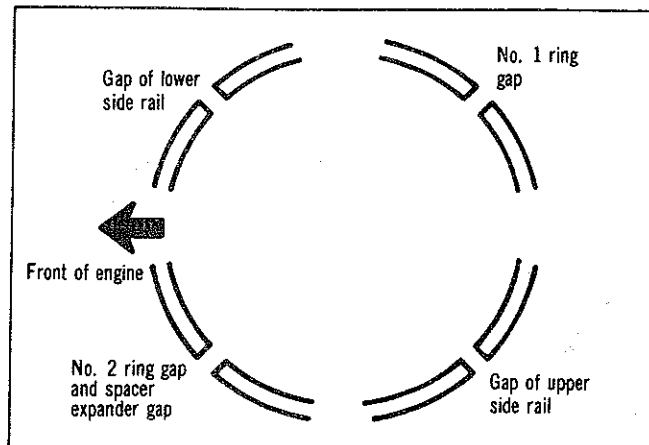 Gap of lower
side rail
No. 1 ring
gap
Front of engine
No. 2 ring gap
and spacer
expander gap
Gap of upper
side rail